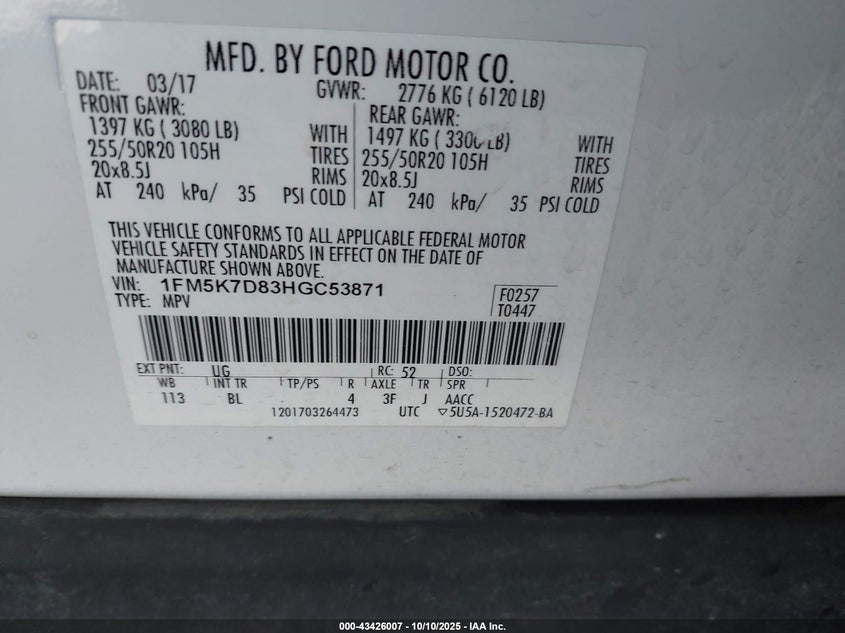 MFD. BY FORD MOTOR CO.
DATE: 03/17 GVWR: 2776 KG ( 6120 LB)
FRONT GAWR: REAR GAWR:
1397 KG ( 3080 LB) WITH 1497 KG ( 3300 LB) WITH
255/50R20 105H TIRES 255/50R20 105H TIRES
20x8.5J RIMS 20x8.5J RIMS
AT 240 kPa/ 35 PSI COLD AT 240 kPa/ 35 PSI COLD
THIS VEHICLE CONFORMS TO ALL APPLICABLE FEDERAL MOTOR
VEHICLE SAFETY STANDARDS IN EFFECT ON THE DATE OF
MANUFACTURE SHOWN ABOVE.
VIN: 1FM5K7D83HGC53871 F0257
TYPE: MPV T0447
EXT PNT: UG RC: 52 DSO:
WB INT TR TP/PS R AXLE TR SPR
113 BL 4 3F J AACC
1201703264473 UTC ▽5U5A-1520472-BA
000-43426007 - 10/10/2025 - IAA Inc.